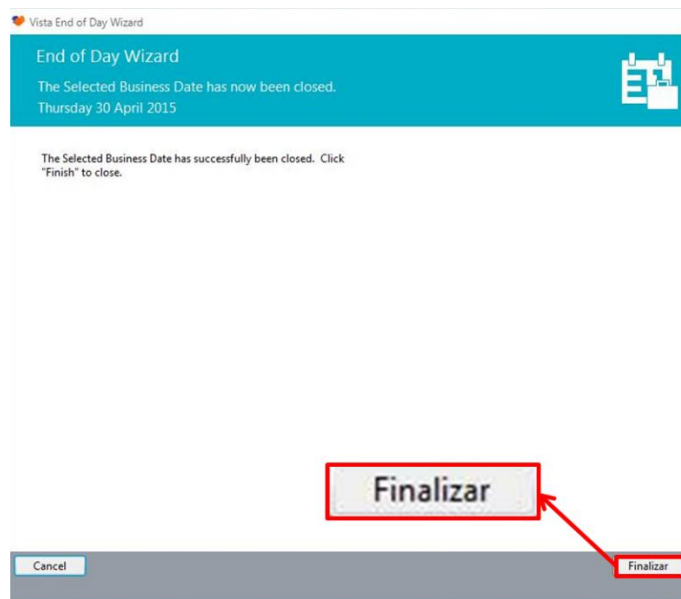 Vista End of Day Wizard
End of Day Wizard
The Selected Business Date has now been closed.
Thursday 30 April 2015
The Selected Business Date has successfully been closed. Click
"Finish" to close.
Finalizar
Cancel
Finalizar